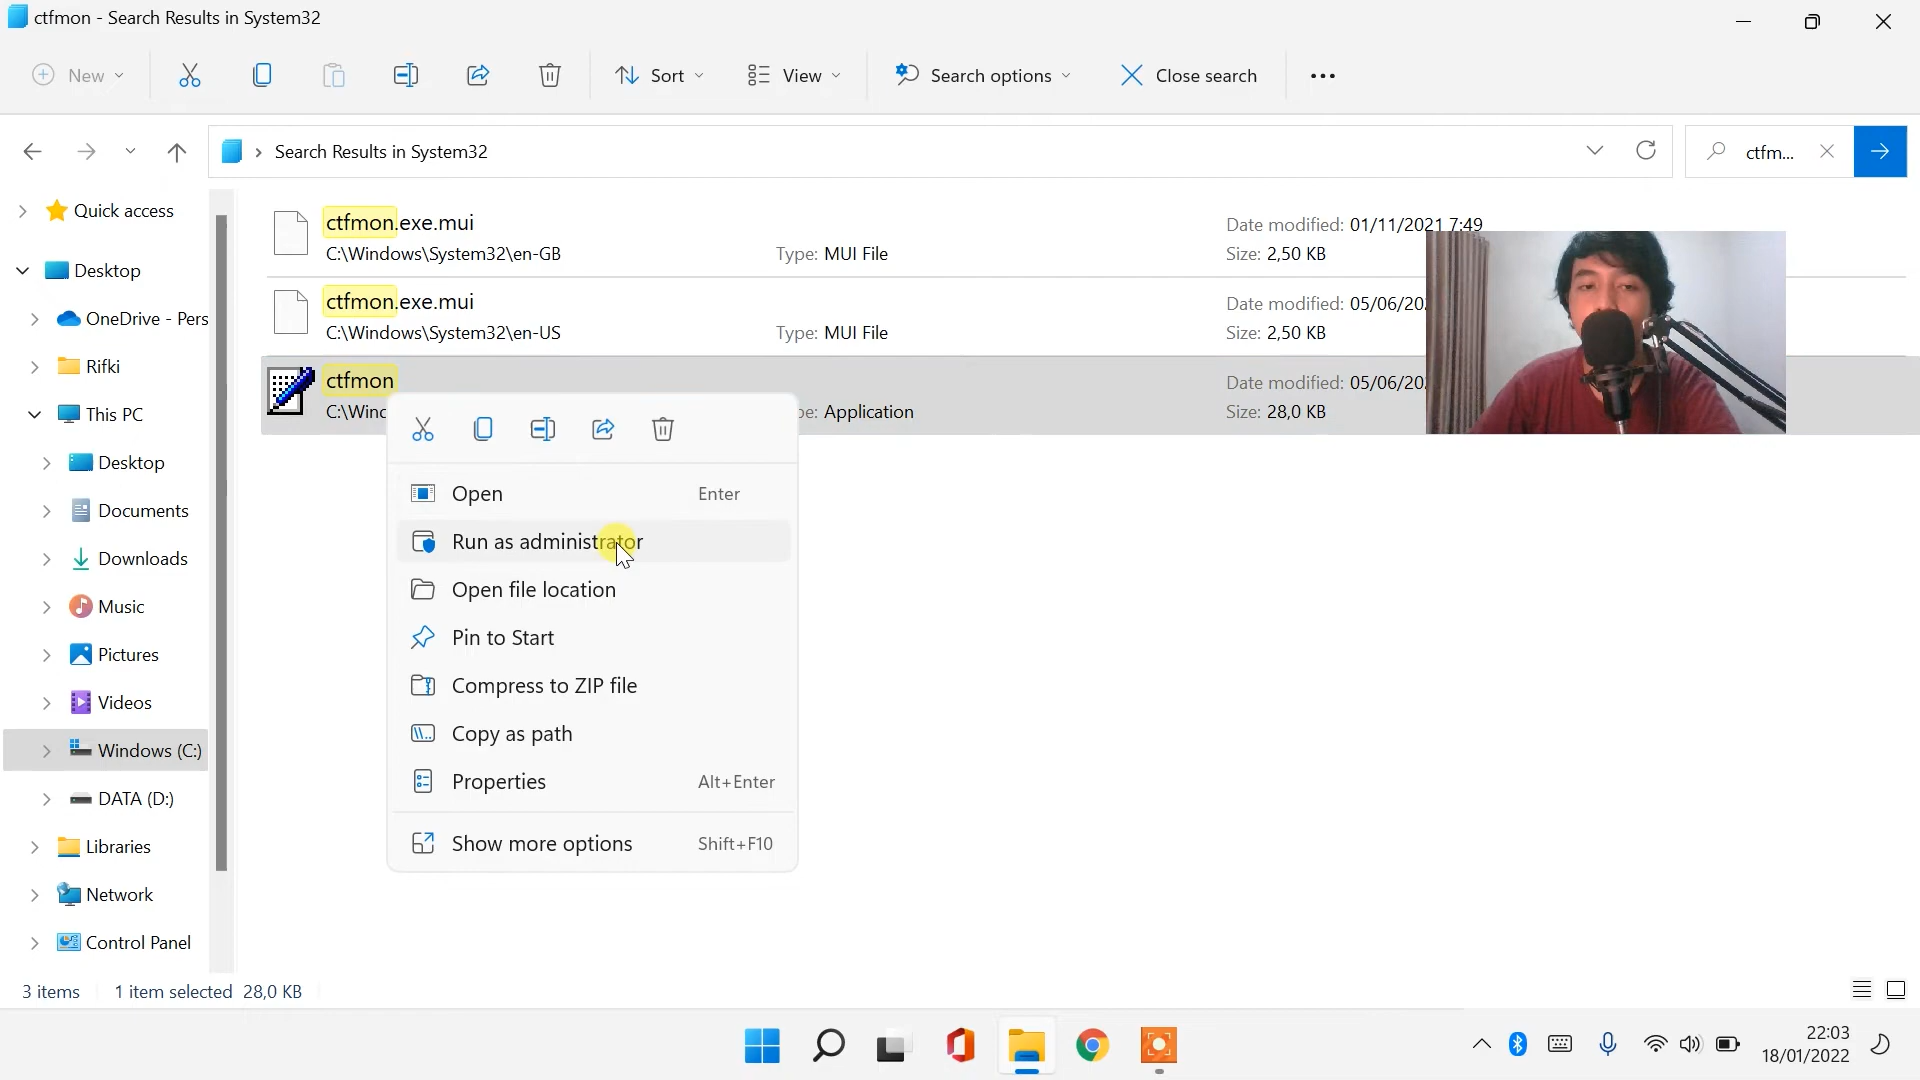 ctfmon - Search Results in System32
New
Sort
View
Search options
Close search
Search Results in System32
ctfm...
Quick access
Desktop
OneDrive - Pers
Rifki
This PC
Desktop
Documents
Downloads
Music
Pictures
Videos
Windows (C:)
DATA (D:)
Libraries
Network
Control Panel
ctfmon.exe.mui
C:\Windows\System32\en-GB
Type: MUI File
Date modified: 01/11/2021 7:49
Size: 2,50 KB
ctfmon.exe.mui
C:\Windows\System32\en-US
Type: MUI File
Date modified: 05/06/20
Size: 2,50 KB
ctfmon
C:\Winc
pe: Application
Date modified: 05/06/20
Size: 28,0 KB
Open Enter
Run as administrator
Open file location
Pin to Start
Compress to ZIP file
Copy as path
Properties Alt+Enter
Show more options Shift+F10
3 items 1 item selected 28,0 KB
22:03
18/01/2022